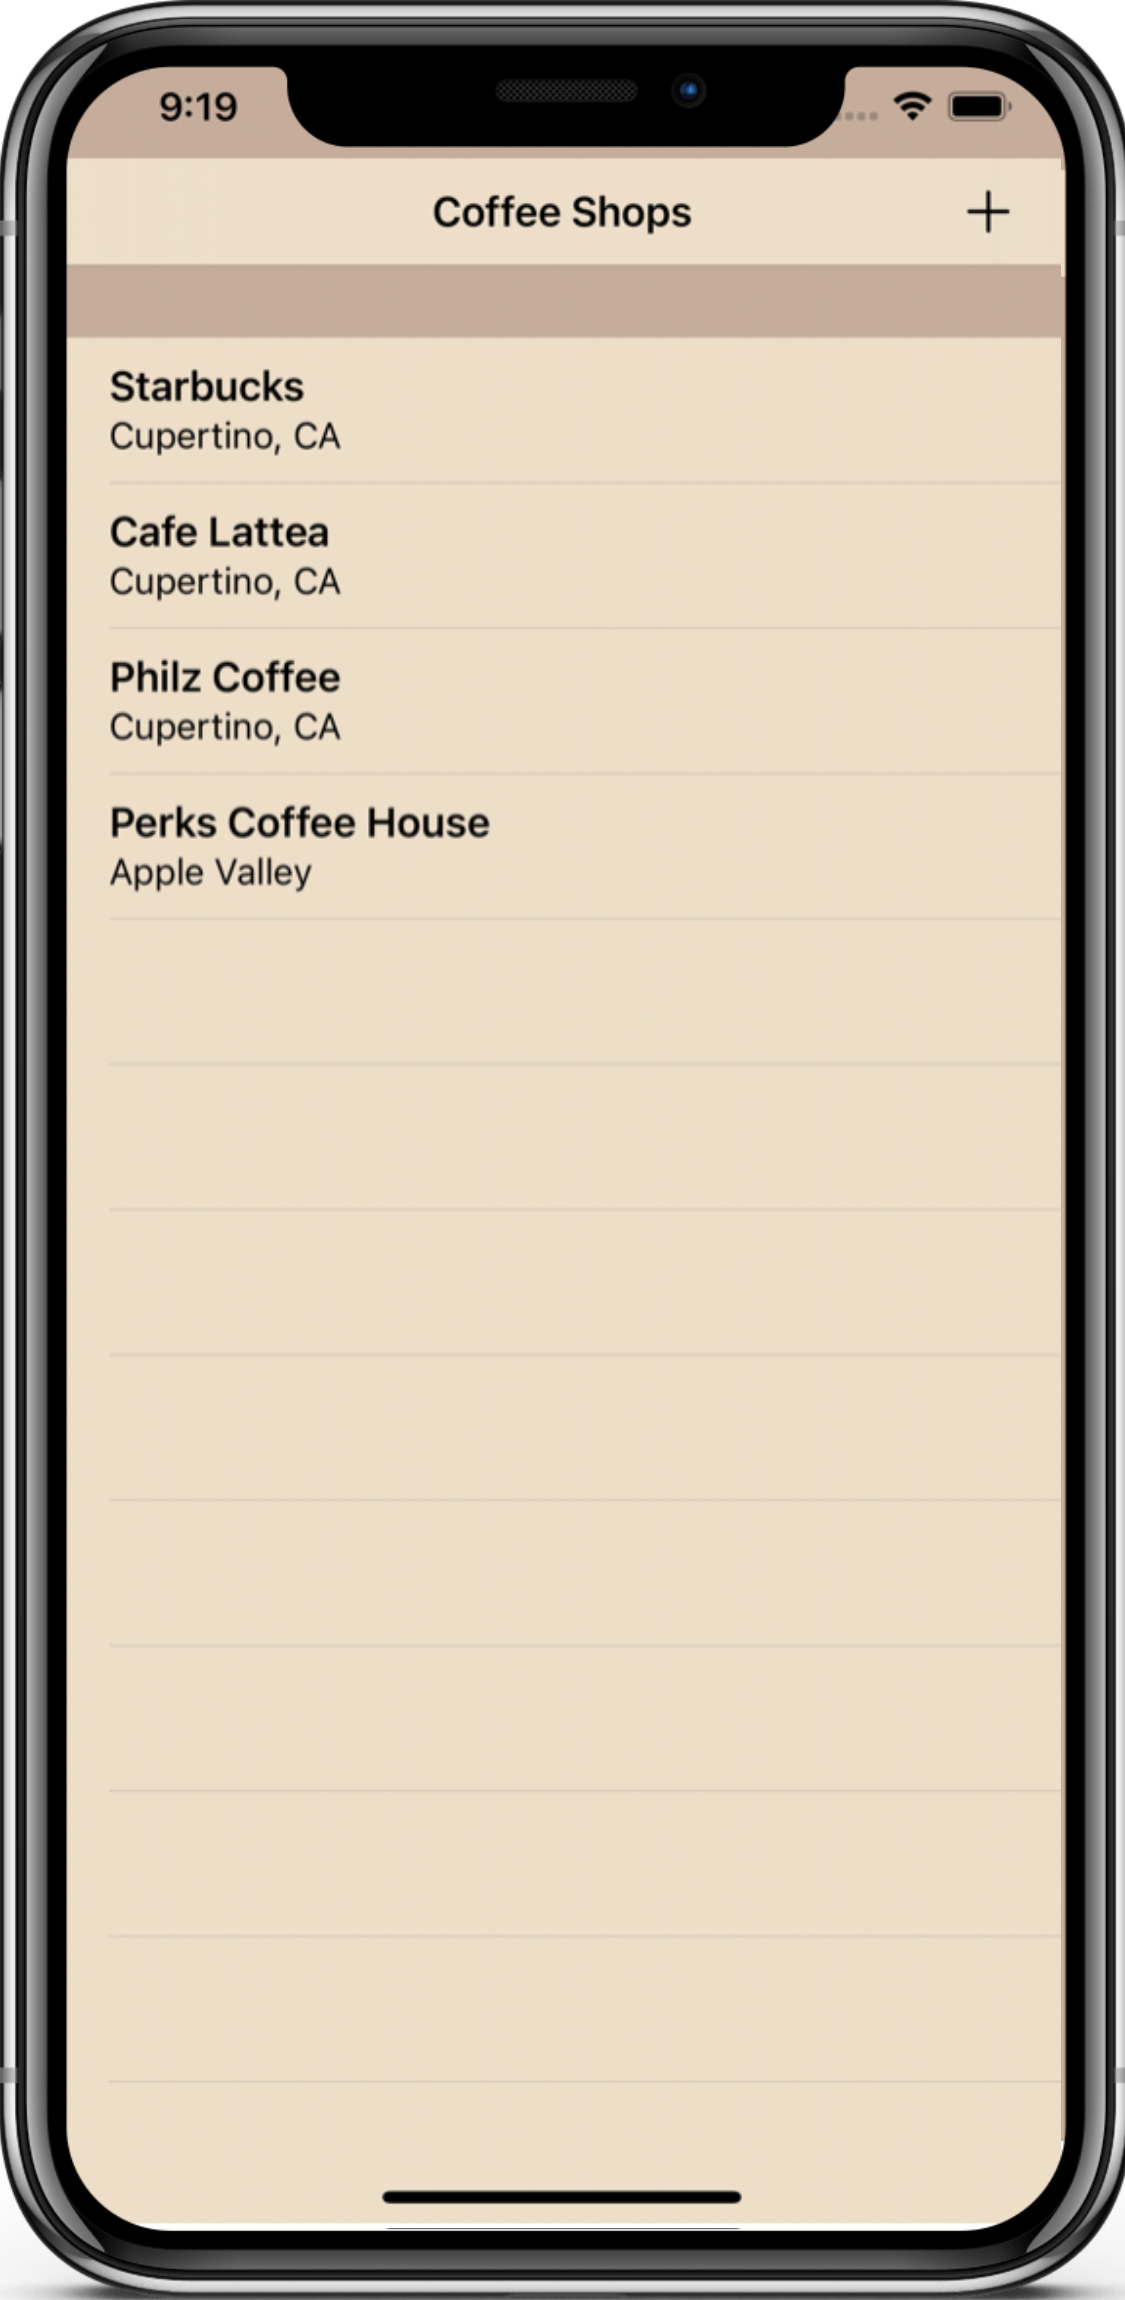 9:19
Coffee Shops
Starbucks
Cupertino, CA
Cafe Lattea
Cupertino, CA
Philz Coffee
Cupertino, CA
Perks Coffee House
Apple Valley